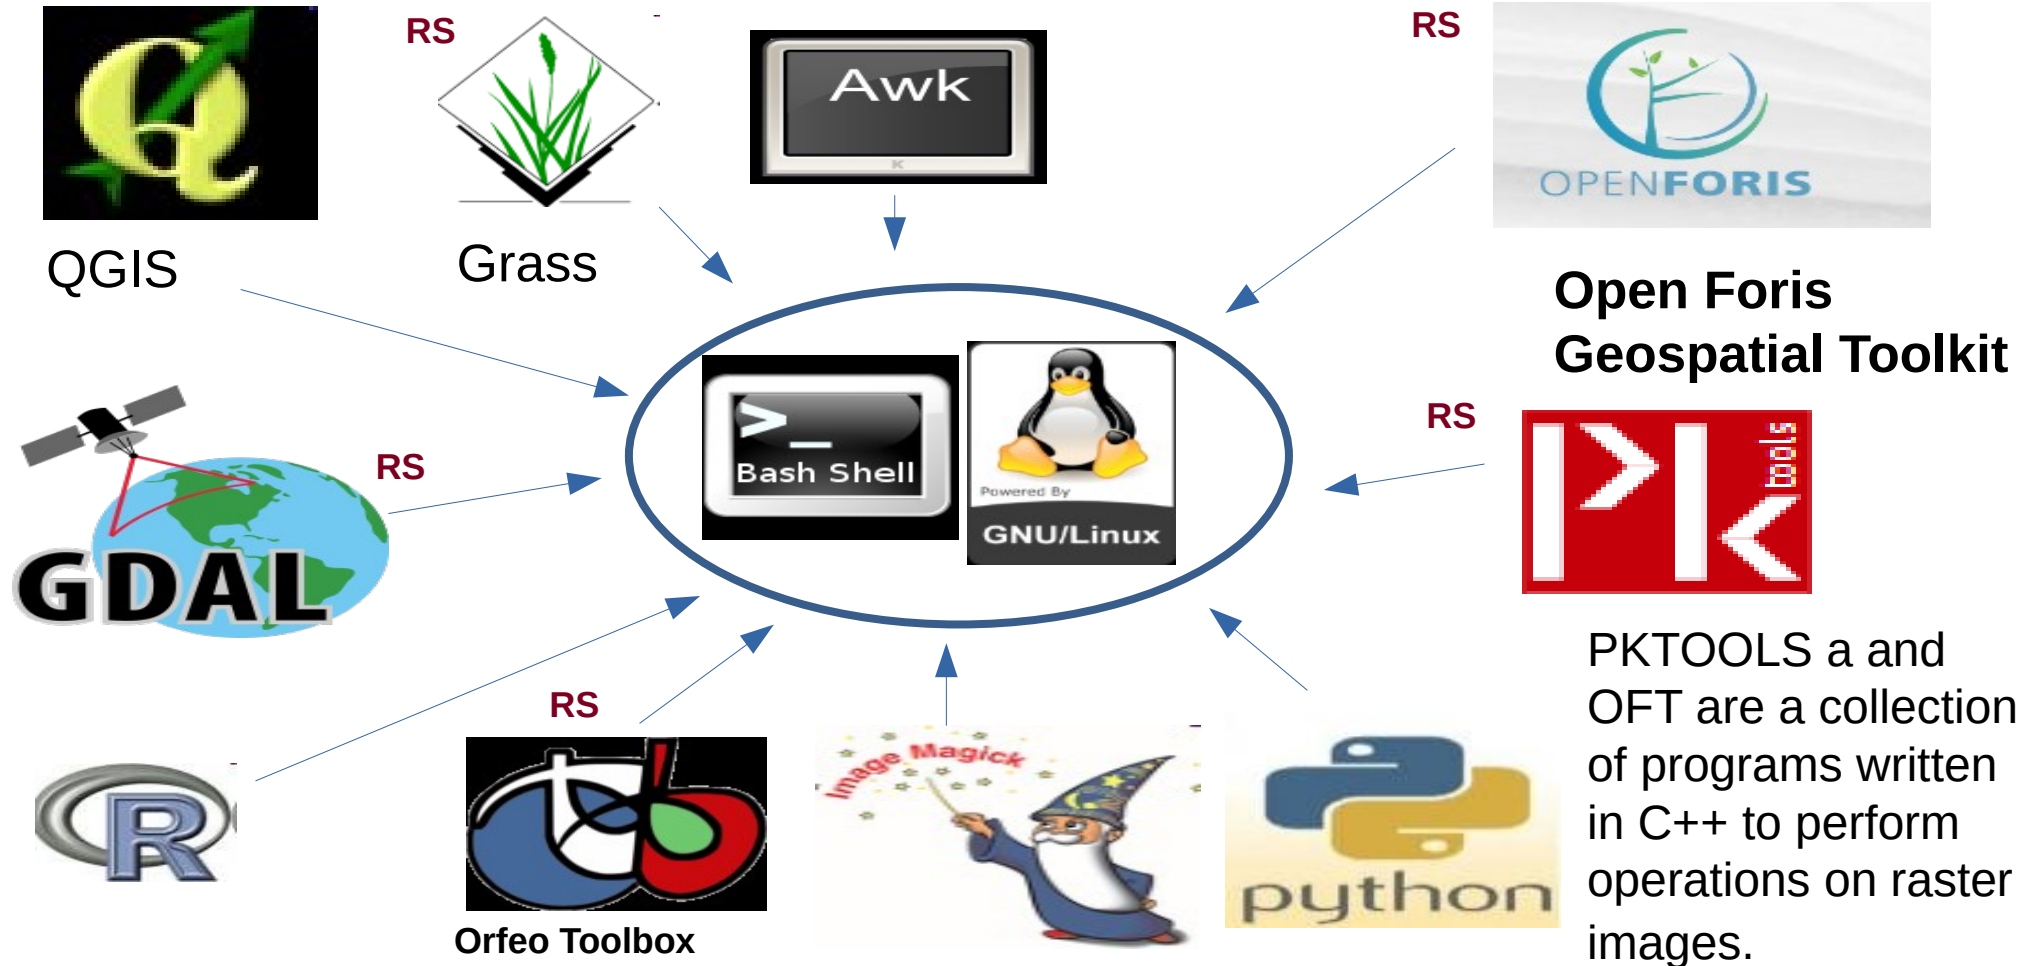 RS
Awk
K
RS
OPENFORIS
QGIS
Grass
Open Foris
Geospatial Toolkit
>_
Bash Shell
Powered By
GNU/Linux
RS
GDAL
RS
PK
tools
PKTOOLS a and
OFT are a collection
of programs written
in C++ to perform
operations on raster
images.
R
RS
Orfeo Toolbox
Image Magick
python